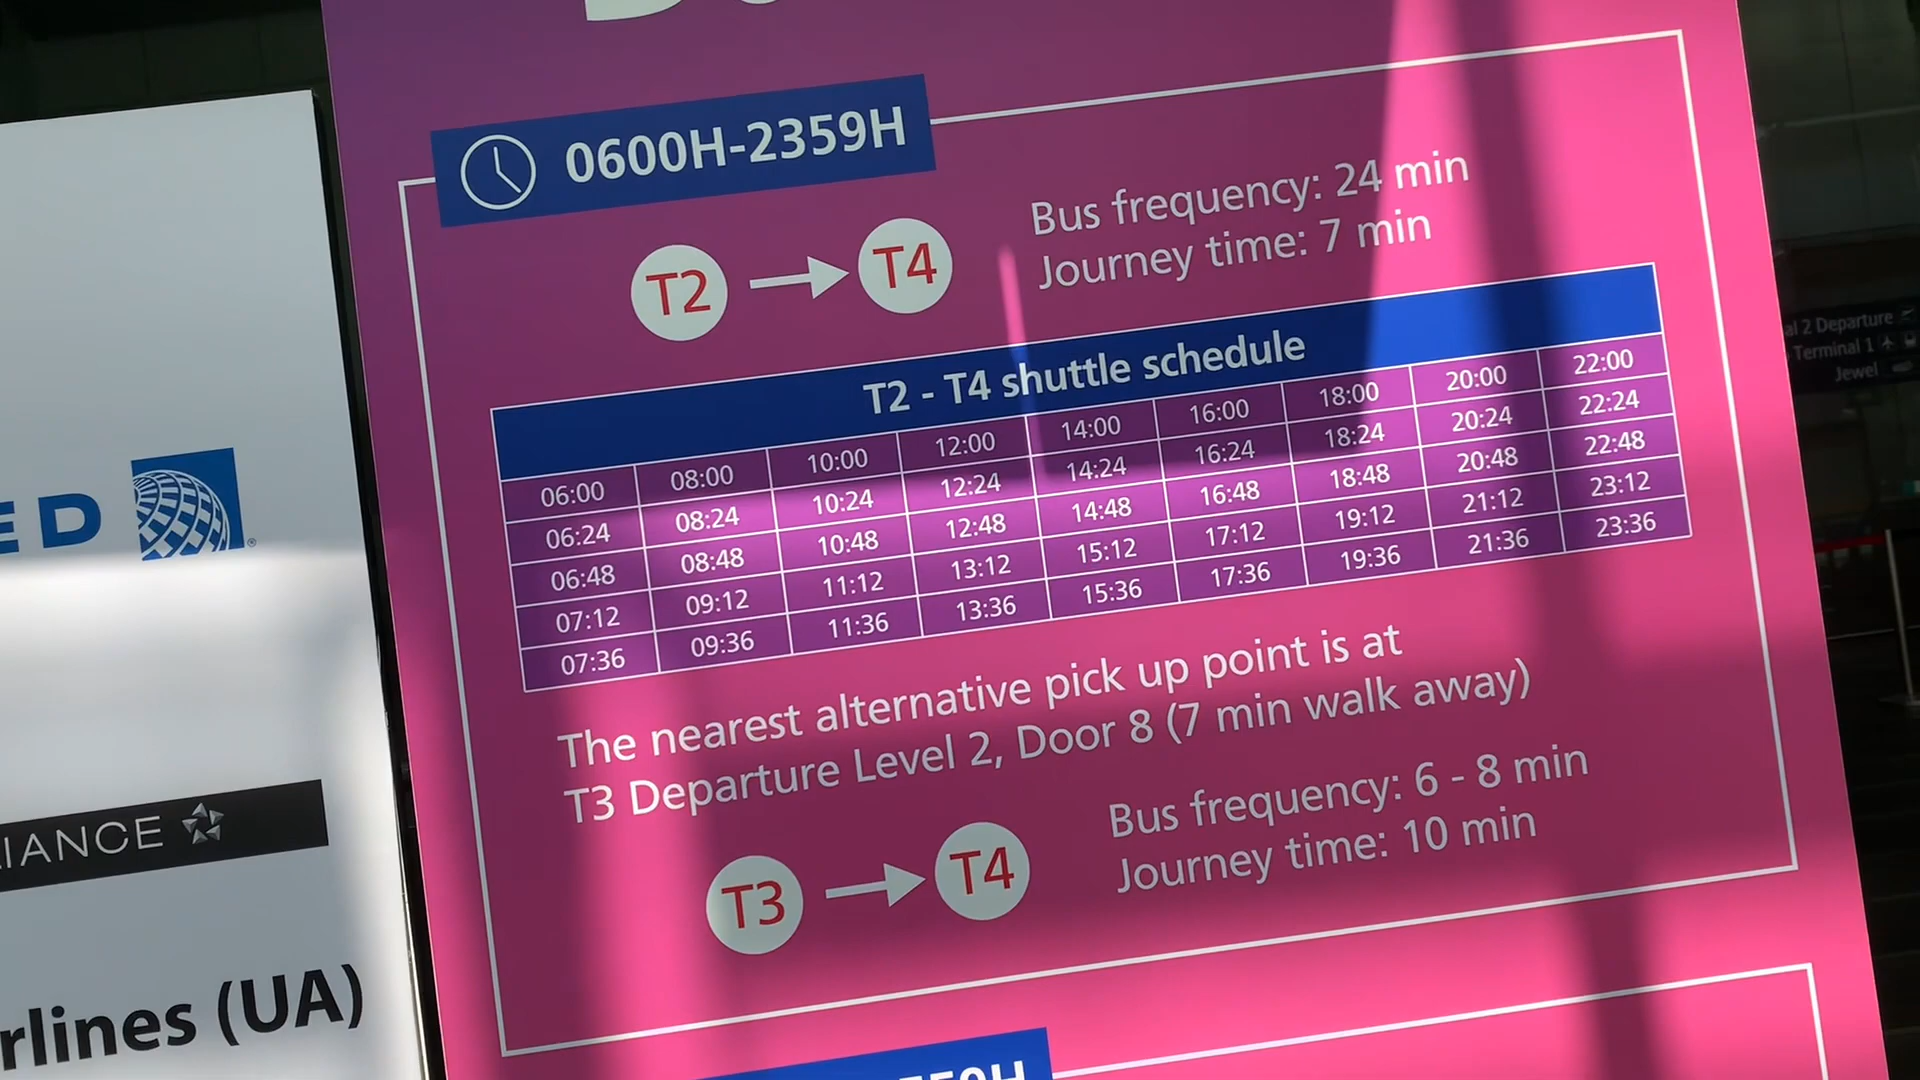 0600H-2359H
T2 → T4
Bus frequency: 24 min
Journey time: 7 min
T2 - T4 shuttle schedule
06:00 08:00 10:00 12:00 14:00 16:00 18:00 20:00 22:00
06:24 08:24 10:24 12:24 14:24 16:24 18:24 20:24 22:24
06:48 08:48 10:48 12:48 14:48 16:48 18:48 20:48 22:48
07:12 09:12 11:12 13:12 15:12 17:12 19:12 21:12 23:12
07:36 09:36 11:36 13:36 15:36 17:36 19:36 21:36 23:36
The nearest alternative pick up point is at
T3 Departure Level 2, Door 8 (7 min walk away)
T3 → T4
Bus frequency: 6 - 8 min
Journey time: 10 min
ED
LIANCE
rlines (UA)
al 2 Departure
Terminal 1
Jewel